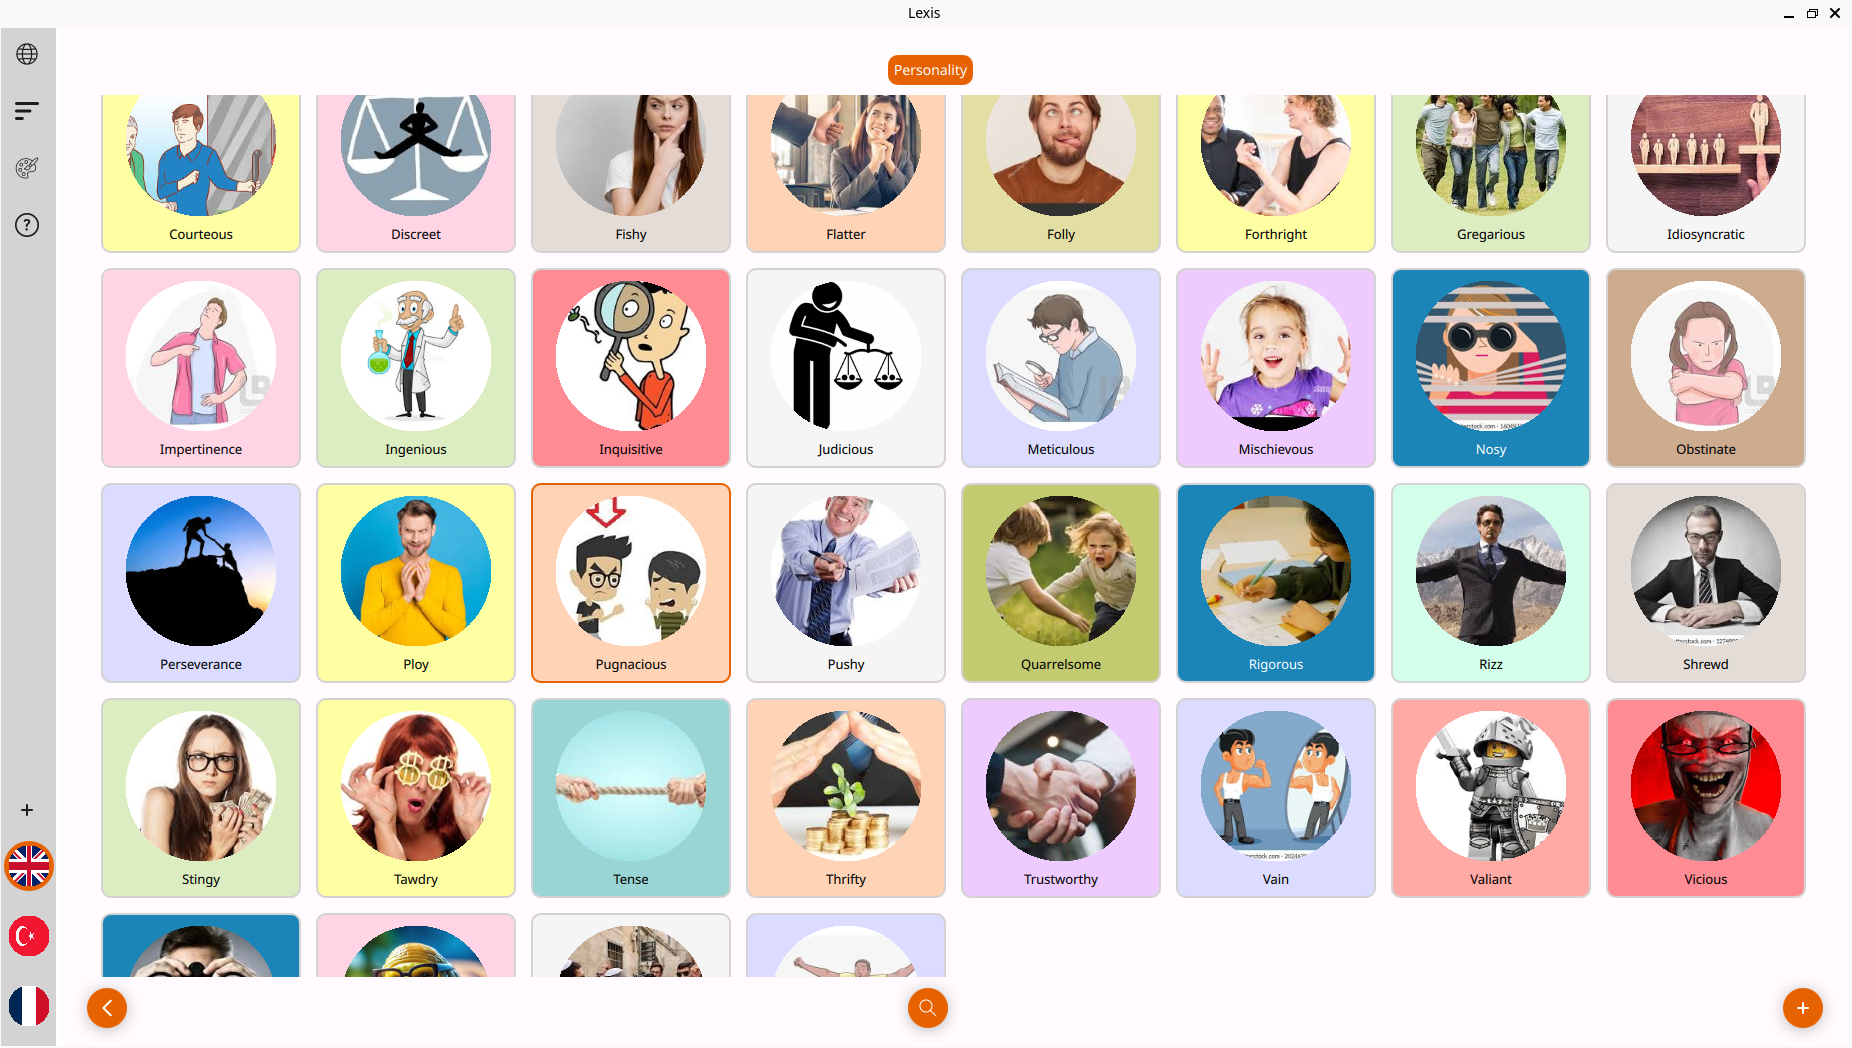 Lexis
Personality
Courteous
Discreet
Fishy
Flatter
Folly
Forthright
Gregarious
Idiosyncratic
Impertinence
Ingenious
Inquisitive
Judicious
Meticulous
Mischievous
Nosy
Obstinate
Perseverance
Ploy
Pugnacious
Pushy
Quarrelsome
Rigorous
Rizz
Shrewd
Stingy
Tawdry
Tense
Thrifty
Trustworthy
Vain
Valiant
Vicious